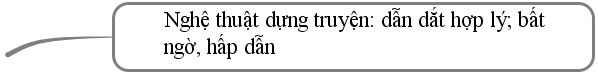 Nghệ thuật dựng truyện: dẫn dắt hợp lý; bất
ngờ, hấp dẫn